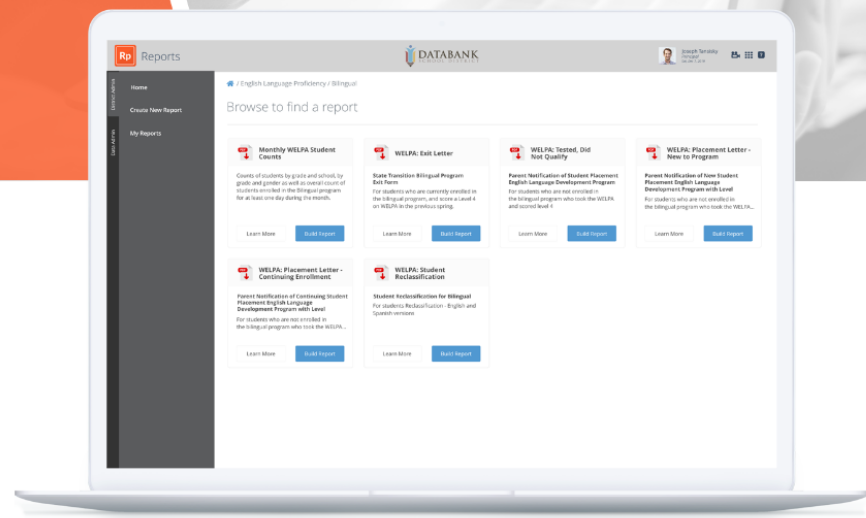 Rp Reports
DATABANK
SCHOOL DISTRICT
Joseph Tansley
Principal
District Admin
Data Admin
Home
Create New Report
My Reports
/ English Language Proficiency / Bilingual
Browse to find a report
Monthly WELPA Student
Counts
Counts of students by grade and school, by
grade and gender as well as overall count of
students enrolled in the Bilingual program
for at least one day during the month.
Learn More
Build Report
WELPA: Exit Letter
State Transition Bilingual Program
Exit Form
For students who are currently enrolled in
the bilingual program, and score a Level 4
on WELPA in the previous spring.
Learn More
Build Report
WELPA: Tested, Did
Not Qualify
Parent Notification of Student Placement
English Language Development Program
For students who are not enrolled in
the bilingual program who took the WELPA
and scored level 4
Learn More
Build Report
WELPA: Placement Letter -
New to Program
Parent Notification of New Student
Placement English Language
Development Program with Level
For students who are not enrolled in
the bilingual program who took the WELPA...
Learn More
Build Report
WELPA: Placement Letter -
Continuing Enrollment
Parent Notification of Continuing Student
Placement English Language
Development Program with Level
For students who are not enrolled in
the bilingual program who took the WELPA...
Learn More
Build Report
WELPA: Student
Reclassification
Student Reclassification for Bilingual
For students Reclassification - English and
Spanish versions
Learn More
Build Report